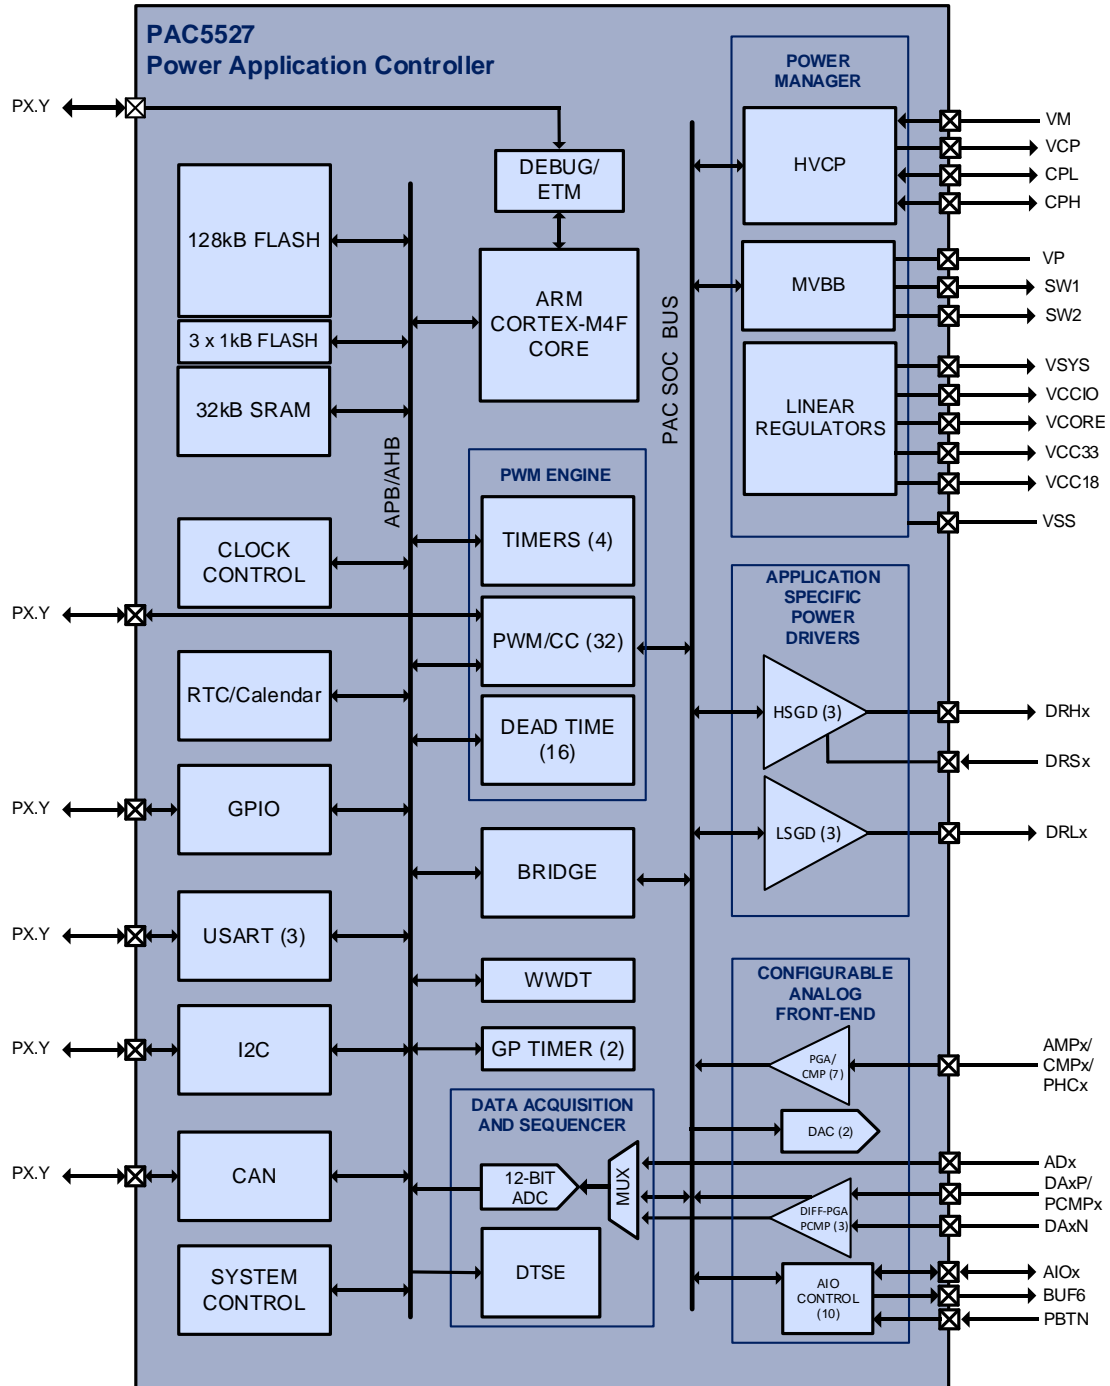 PAC5527
Power Application Controller
PX.Y
DEBUG/
ETM
128kB FLASH
3 x 1kB FLASH
32kB SRAM
ARM
CORTEX-M4F
CORE
APB/AHB
PAC SOC BUS
CLOCK
CONTROL
PX.Y
RTC/Calendar
PX.Y
GPIO
PX.Y
USART (3)
PX.Y
I2C
PX.Y
CAN
SYSTEM
CONTROL
PWM ENGINE
TIMERS (4)
PWM/CC (32)
DEAD TIME
(16)
BRIDGE
WWDT
GP TIMER (2)
DATA ACQUISITION
AND SEQUENCER
12-BIT
ADC
MUX
DTSE
POWER
MANAGER
HVCP
VM
VCP
CPL
CPH
MVBB
VP
SW1
SW2
LINEAR
REGULATORS
VSYS
VCCIO
VCORE
VCC33
VCC18
VSS
APPLICATION
SPECIFIC
POWER
DRIVERS
HSGD (3)
DRHx
DRSx
LSGD (3)
DRLx
CONFIGURABLE
ANALOG
FRONT-END
PGA/
CMP (7)
AMPx/
CMPx/
PHCx
DAC (2)
ADx
DAxP/
PCMPx
DIFF-PGA
PCMP (3)
DAxN
AIO
CONTROL
(10)
AIOx
BUF6
PBTN